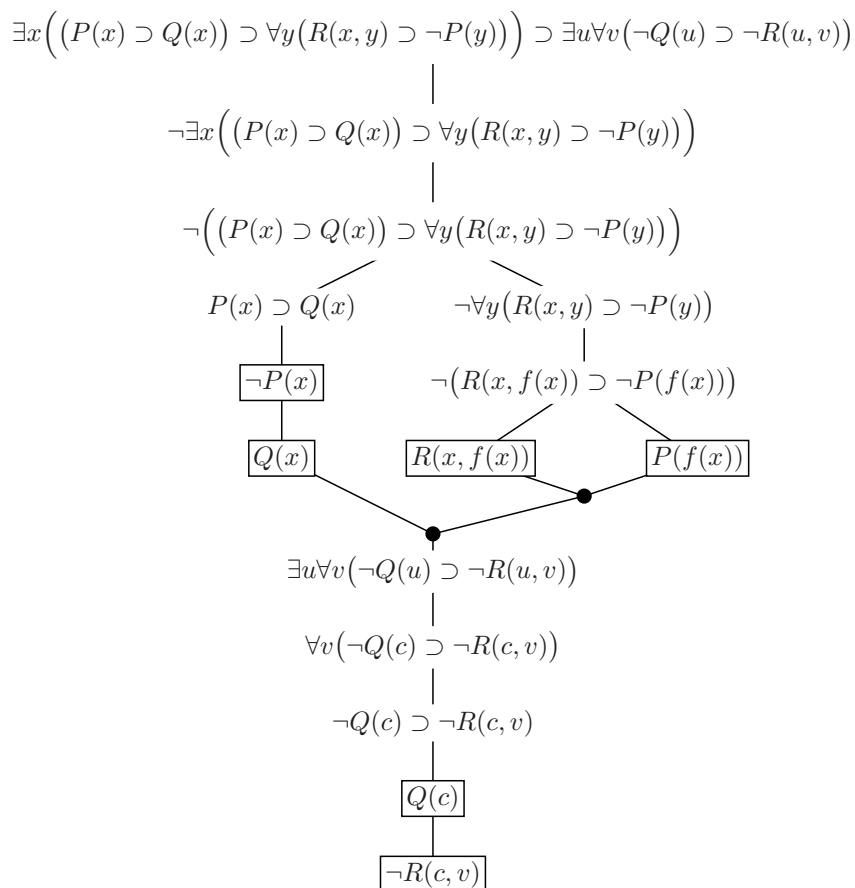 ∃x((P(x) ⊃ Q(x)) ⊃ ∀y(R(x, y) ⊃ ¬P(y))) ⊃ ∃u∀v(¬Q(u) ⊃ ¬R(u, v))
¬∃x((P(x) ⊃ Q(x)) ⊃ ∀y(R(x, y) ⊃ ¬P(y)))
¬((P(x) ⊃ Q(x)) ⊃ ∀y(R(x, y) ⊃ ¬P(y)))
P(x) ⊃ Q(x) ¬∀y(R(x, y) ⊃ ¬P(y))
¬P(x) ¬(R(x, f(x)) ⊃ ¬P(f(x)))
Q(x) R(x, f(x)) P(f(x))
∃u∀v(¬Q(u) ⊃ ¬R(u, v))
∀v(¬Q(c) ⊃ ¬R(c, v))
¬Q(c) ⊃ ¬R(c, v)
Q(c)
¬R(c, v)